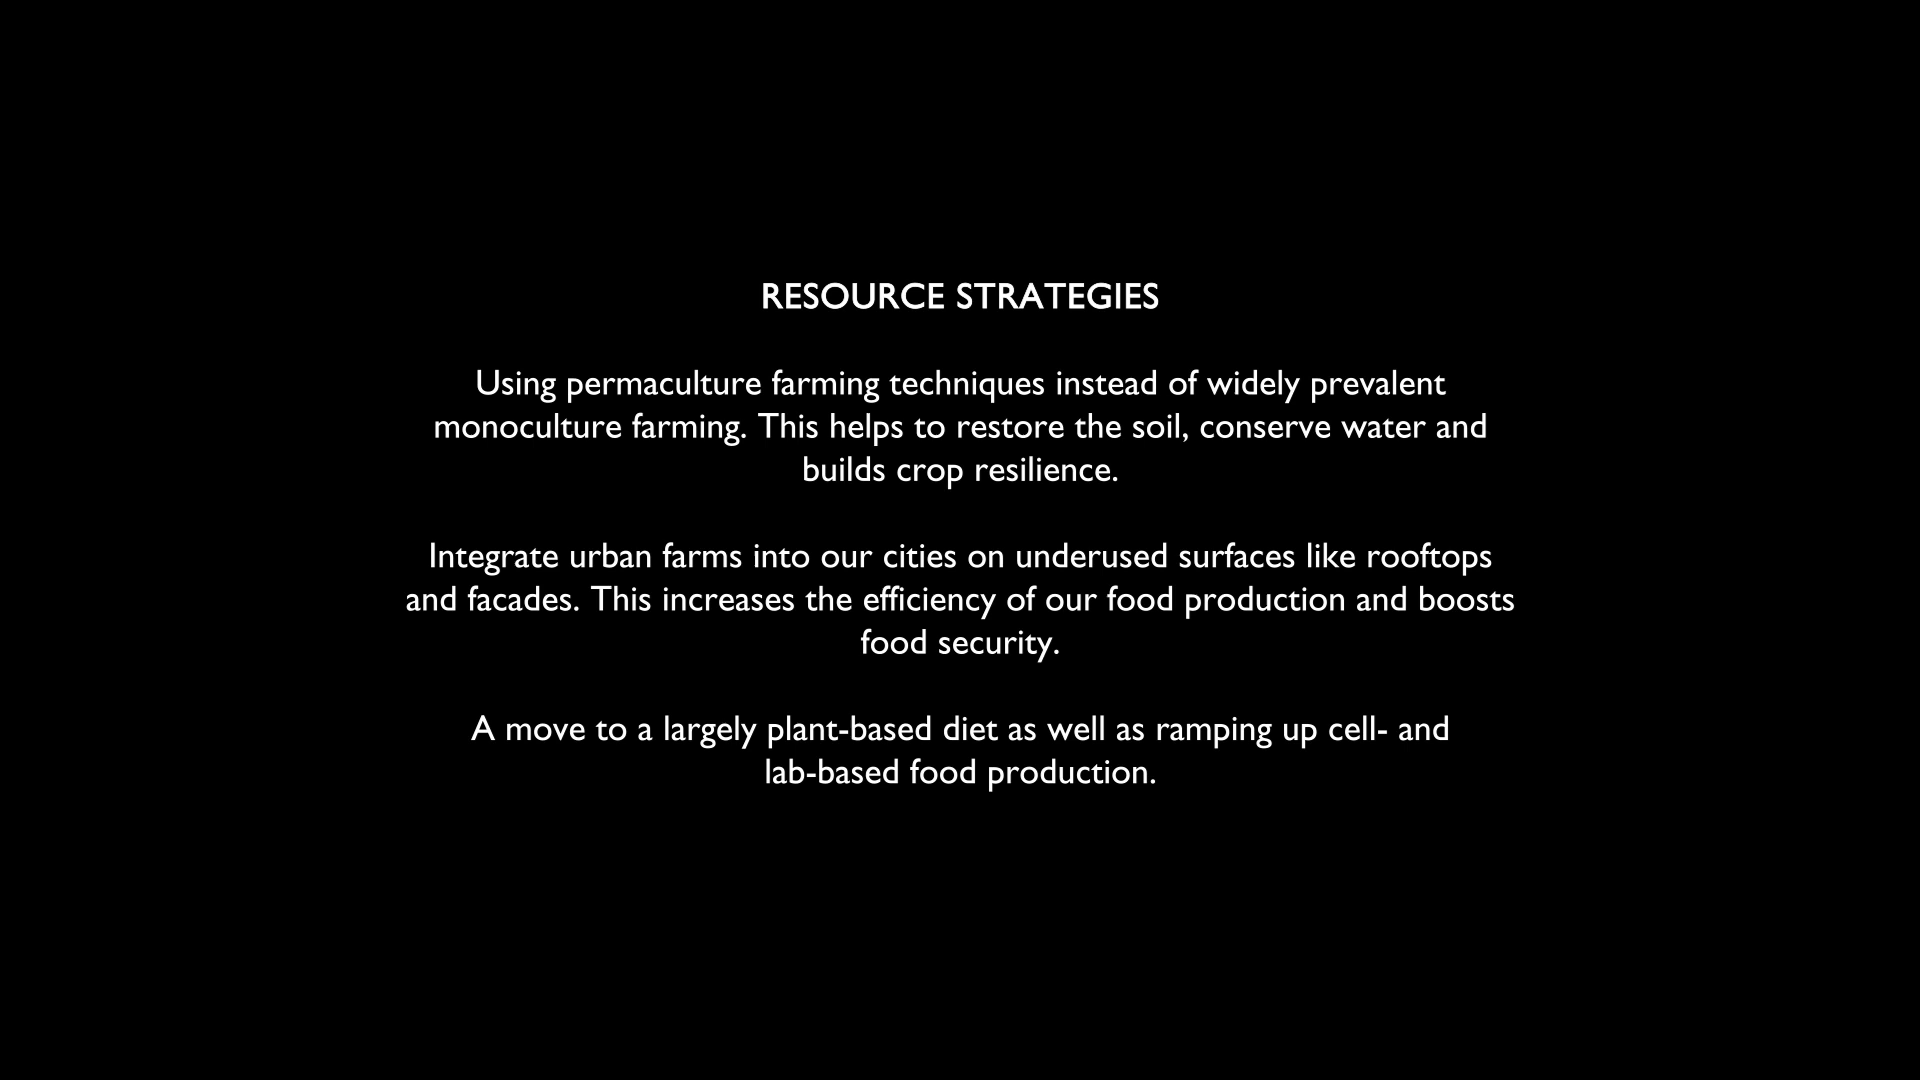 RESOURCE STRATEGIES
Using permaculture farming techniques instead of widely prevalent
monoculture farming. This helps to restore the soil, conserve water and
builds crop resilience.
Integrate urban farms into our cities on underused surfaces like rooftops
and facades. This increases the efficiency of our food production and boosts
food security.
A move to a largely plant-based diet as well as ramping up cell- and
lab-based food production.